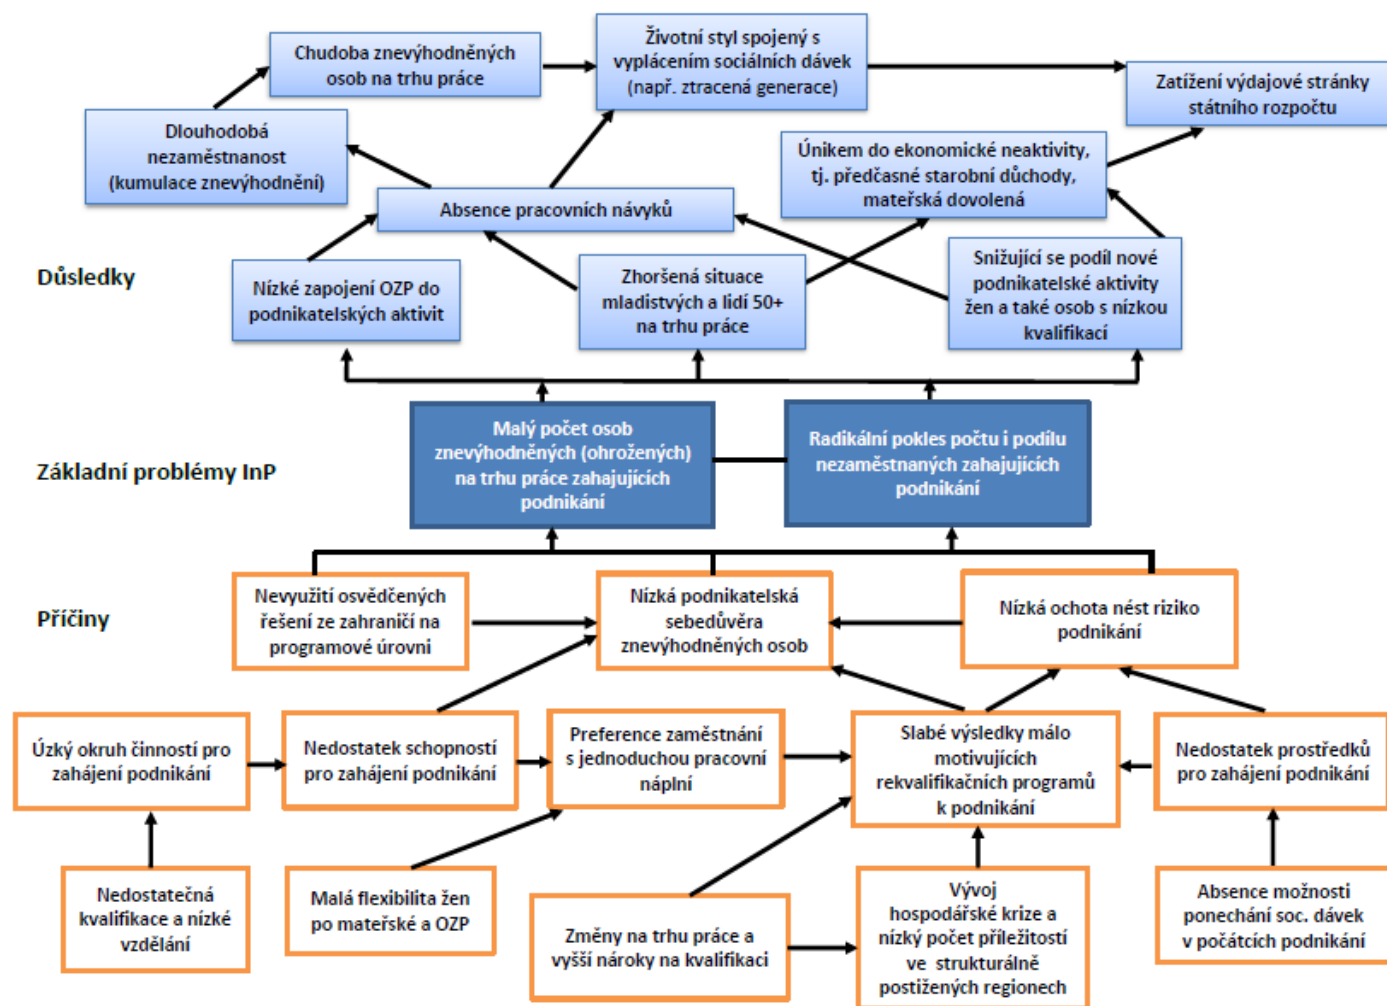 Chudoba znevýhodněných
osob na trhu práce
Životní styl spojený s
vyplácením sociálních dávek
(např. ztracená generace)
Zatížení výdajové stránky
státního rozpočtu
Dlouhodobá
nezaměstnanost
(kumulace znevýhodnění)
Únikem do ekonomické neaktivity,
tj. předčasné starobní důchody,
mateřská dovolená
Absence pracovních návyků
Důsledky
Nízké zapojení OZP do
podnikatelských aktivit
Zhoršená situace
mladistvých a lidí 50+
na trhu práce
Snižující se podíl nové
podnikatelské aktivity
žen a také osob s nízkou
kvalifikací
Základní problémy InP
Malý počet osob
znevýhodněných (ohrožených)
na trhu práce zahajujících
podnikání
Radikální pokles počtu i podílu
nezaměstnaných zahajujících
podnikání
Příčiny
Nevyužití osvědčených
řešení ze zahraničí na
programové úrovni
Nízká podnikatelská
sebedůvěra
znevýhodněných osob
Nízká ochota nést riziko
podnikání
Úzký okruh činností pro
zahájení podnikání
Nedostatek schopností
pro zahájení podnikání
Preference zaměstnání
s jednoduchou pracovní
náplní
Slabé výsledky málo
motivujících
rekvalifikačních programů
k podnikání
Nedostatek prostředků
pro zahájení podnikání
Nedostatečná
kvalifikace a nízké
vzdělání
Malá flexibilita žen
po mateřské a OZP
Změny na trhu práce a
vyšší nároky na kvalifikaci
Vývoj
hospodářské krize a
nízký počet příležitostí
ve strukturálně
postižených regionech
Absence možnosti
ponechání soc. dávek
v počátcích podnikání